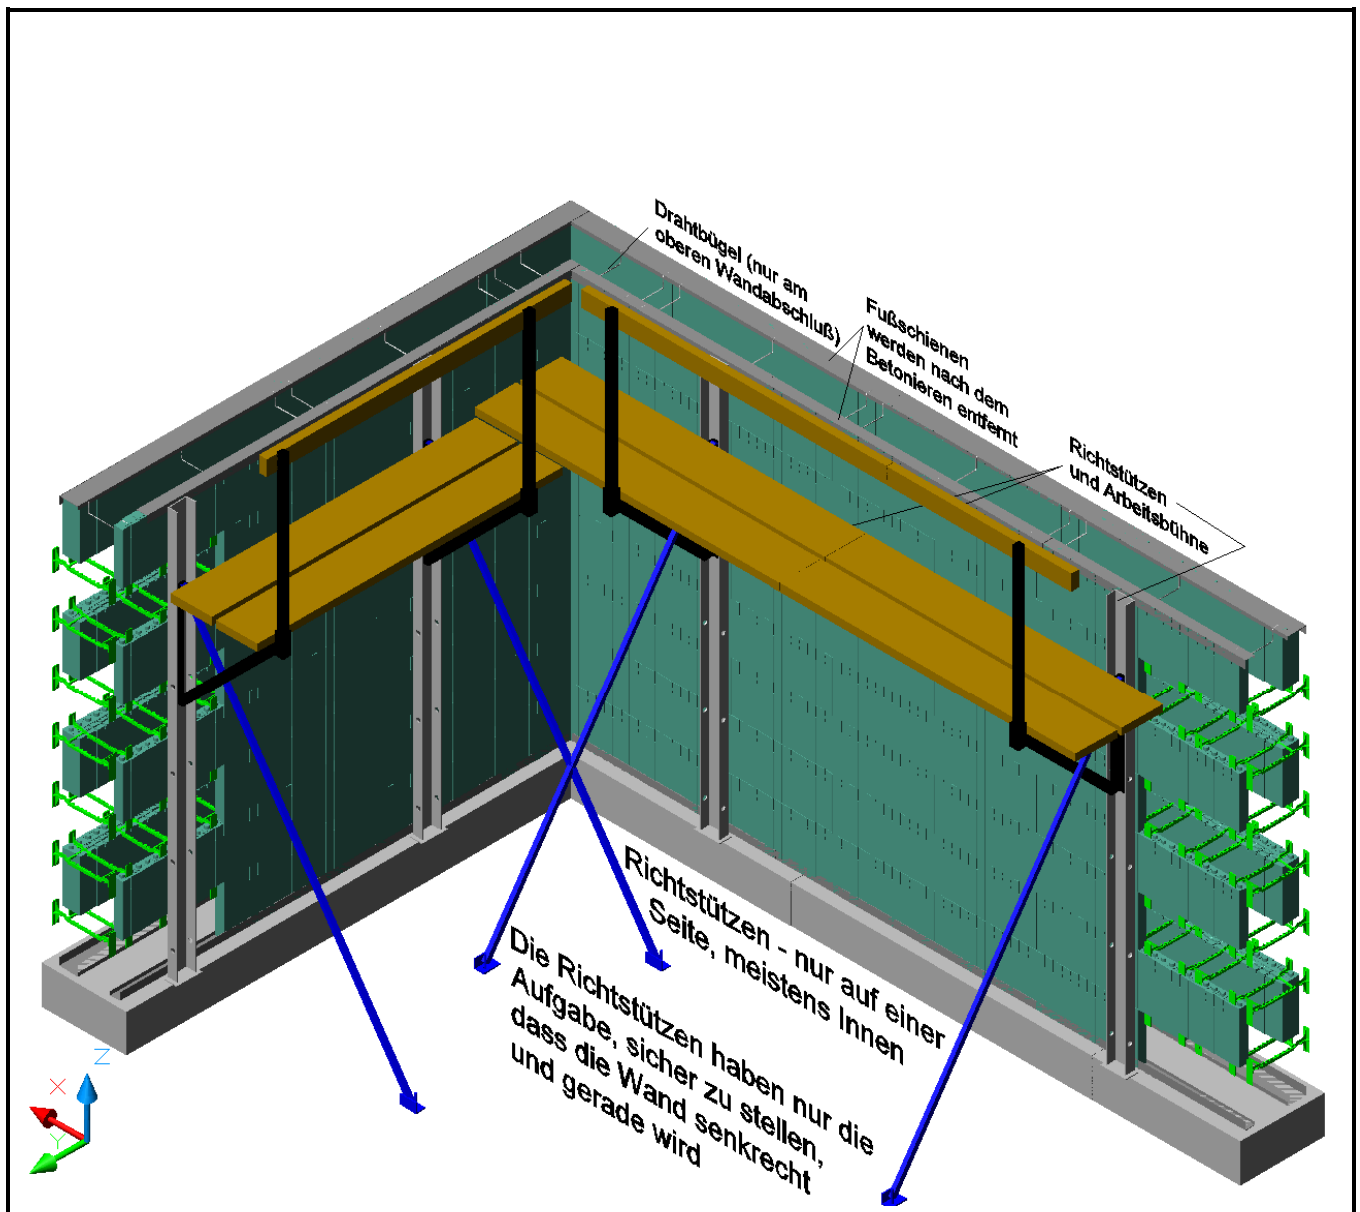 Drahtbügel (nur am
oberen Wandabschluß)
Fußschienen
werden nach dem
Betonieren entfernt
Richtstützen
und Arbeitsbühne
Richtstützen - nur auf einer
Seite, meistens Innen
Die Richtstützen haben nur die
Aufgabe, sicher zu stellen,
dass die Wand senkrecht
und gerade wird
Z
X
Y